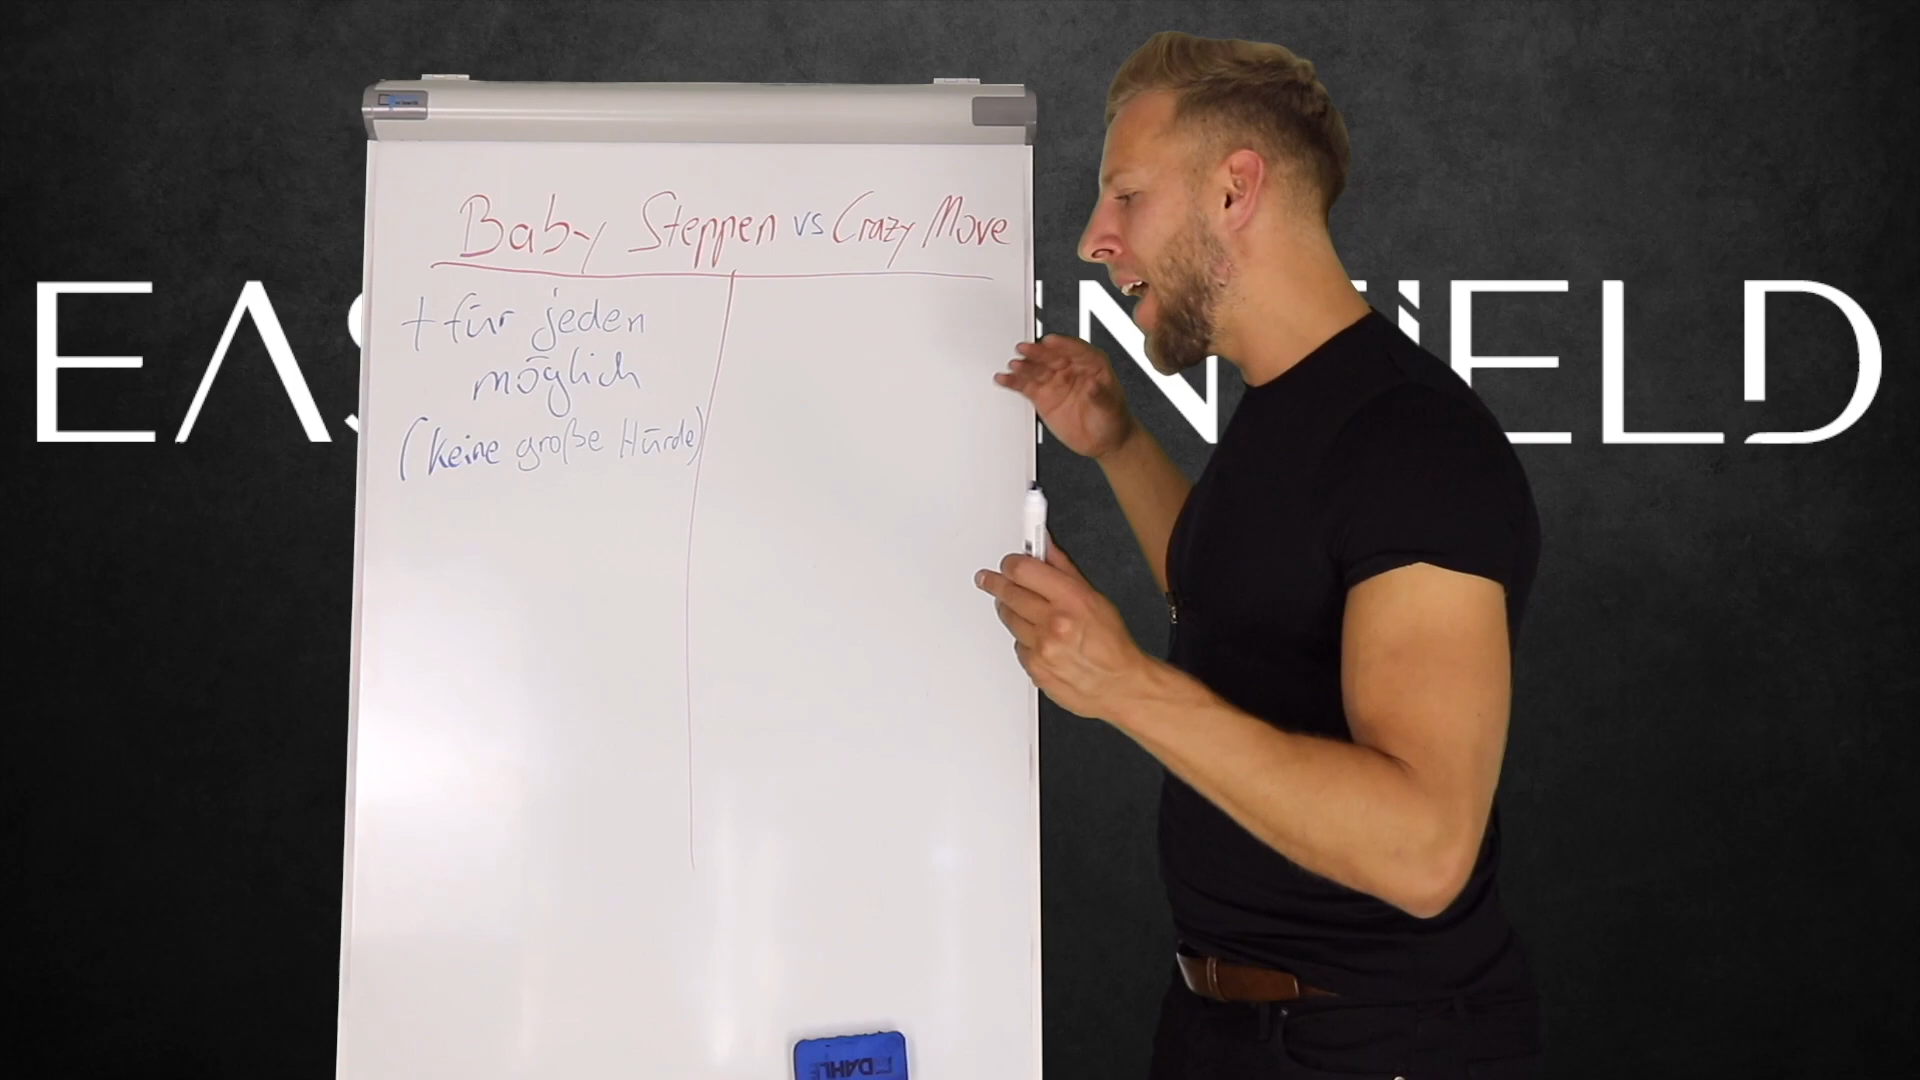 Baby Steppen vs Crazy Move
+ für jeden
möglich
(keine große Hürde)
DAHLE